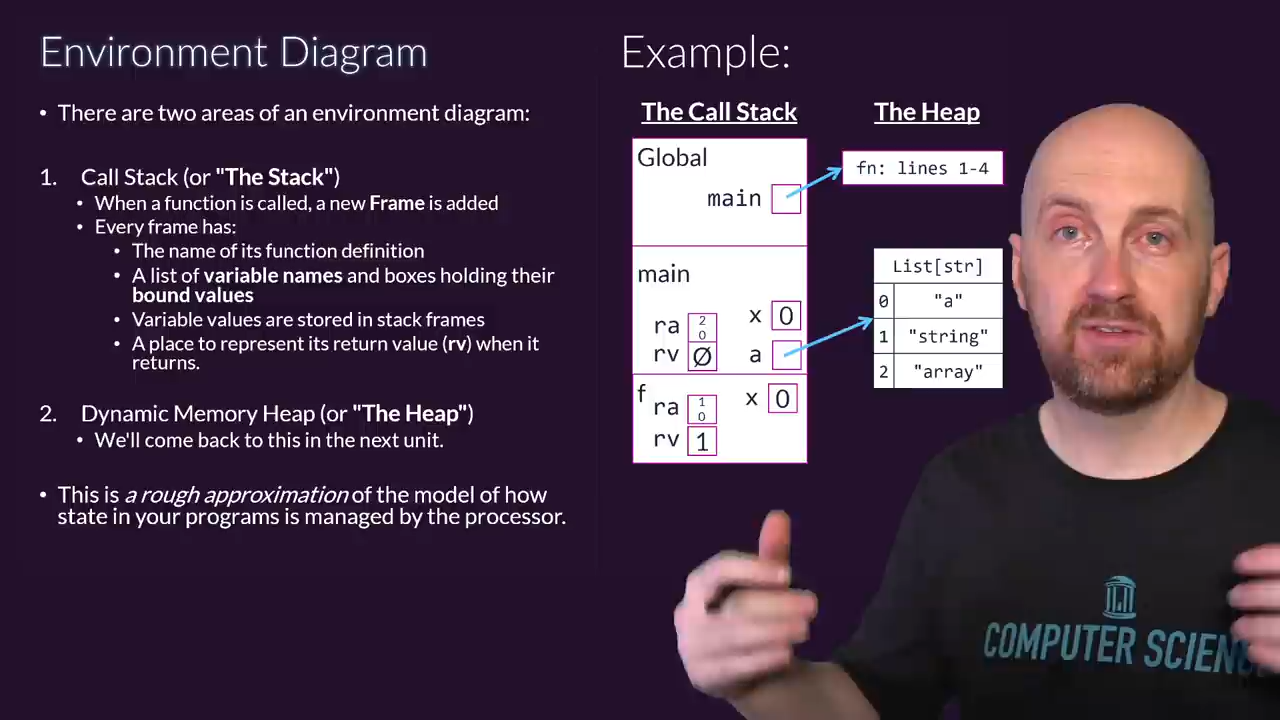 Environment Diagram
• There are two areas of an environment diagram:
1. Call Stack (or "The Stack")
• When a function is called, a new Frame is added
• Every frame has:
• The name of its function definition
• A list of variable names and boxes holding their
bound values
• Variable values are stored in stack frames
• A place to represent its return value (rv) when it
returns.
2. Dynamic Memory Heap (or "The Heap")
• We'll come back to this in the next unit.
• This is a rough approximation of the model of how
state in your programs is managed by the processor.
Example:
The Call Stack
Global
main
main
ra 20
x 0
rv Ø
a
f
ra 10
x 0
rv 1
The Heap
fn: lines 1-4
List[str]
0 "a"
1 "string"
2 "array"
COMPUTER SCIEN